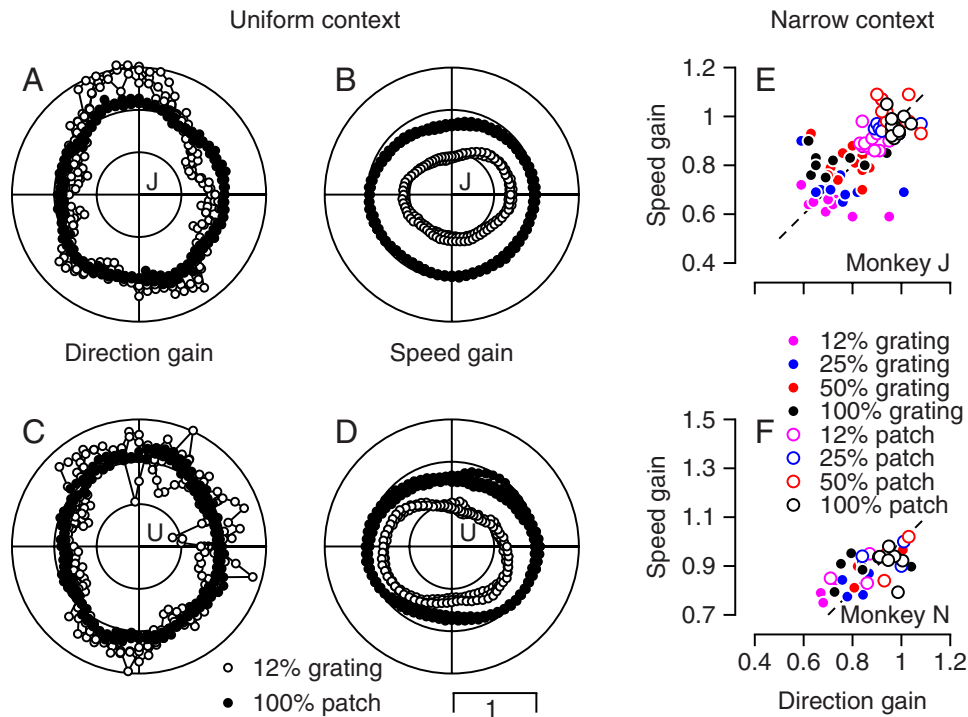 Uniform context
Narrow context
A
J
B
J
E
1.2
1
0.8
0.6
0.4
Speed gain
Monkey J
Direction gain
Speed gain
12% grating
25% grating
50% grating
100% grating
12% patch
25% patch
50% patch
100% patch
C
U
D
U
F
1.5
1.3
1.1
0.9
0.7
Speed gain
Monkey N
0.4 0.6 0.8 1 1.2
Direction gain
12% grating
100% patch
1